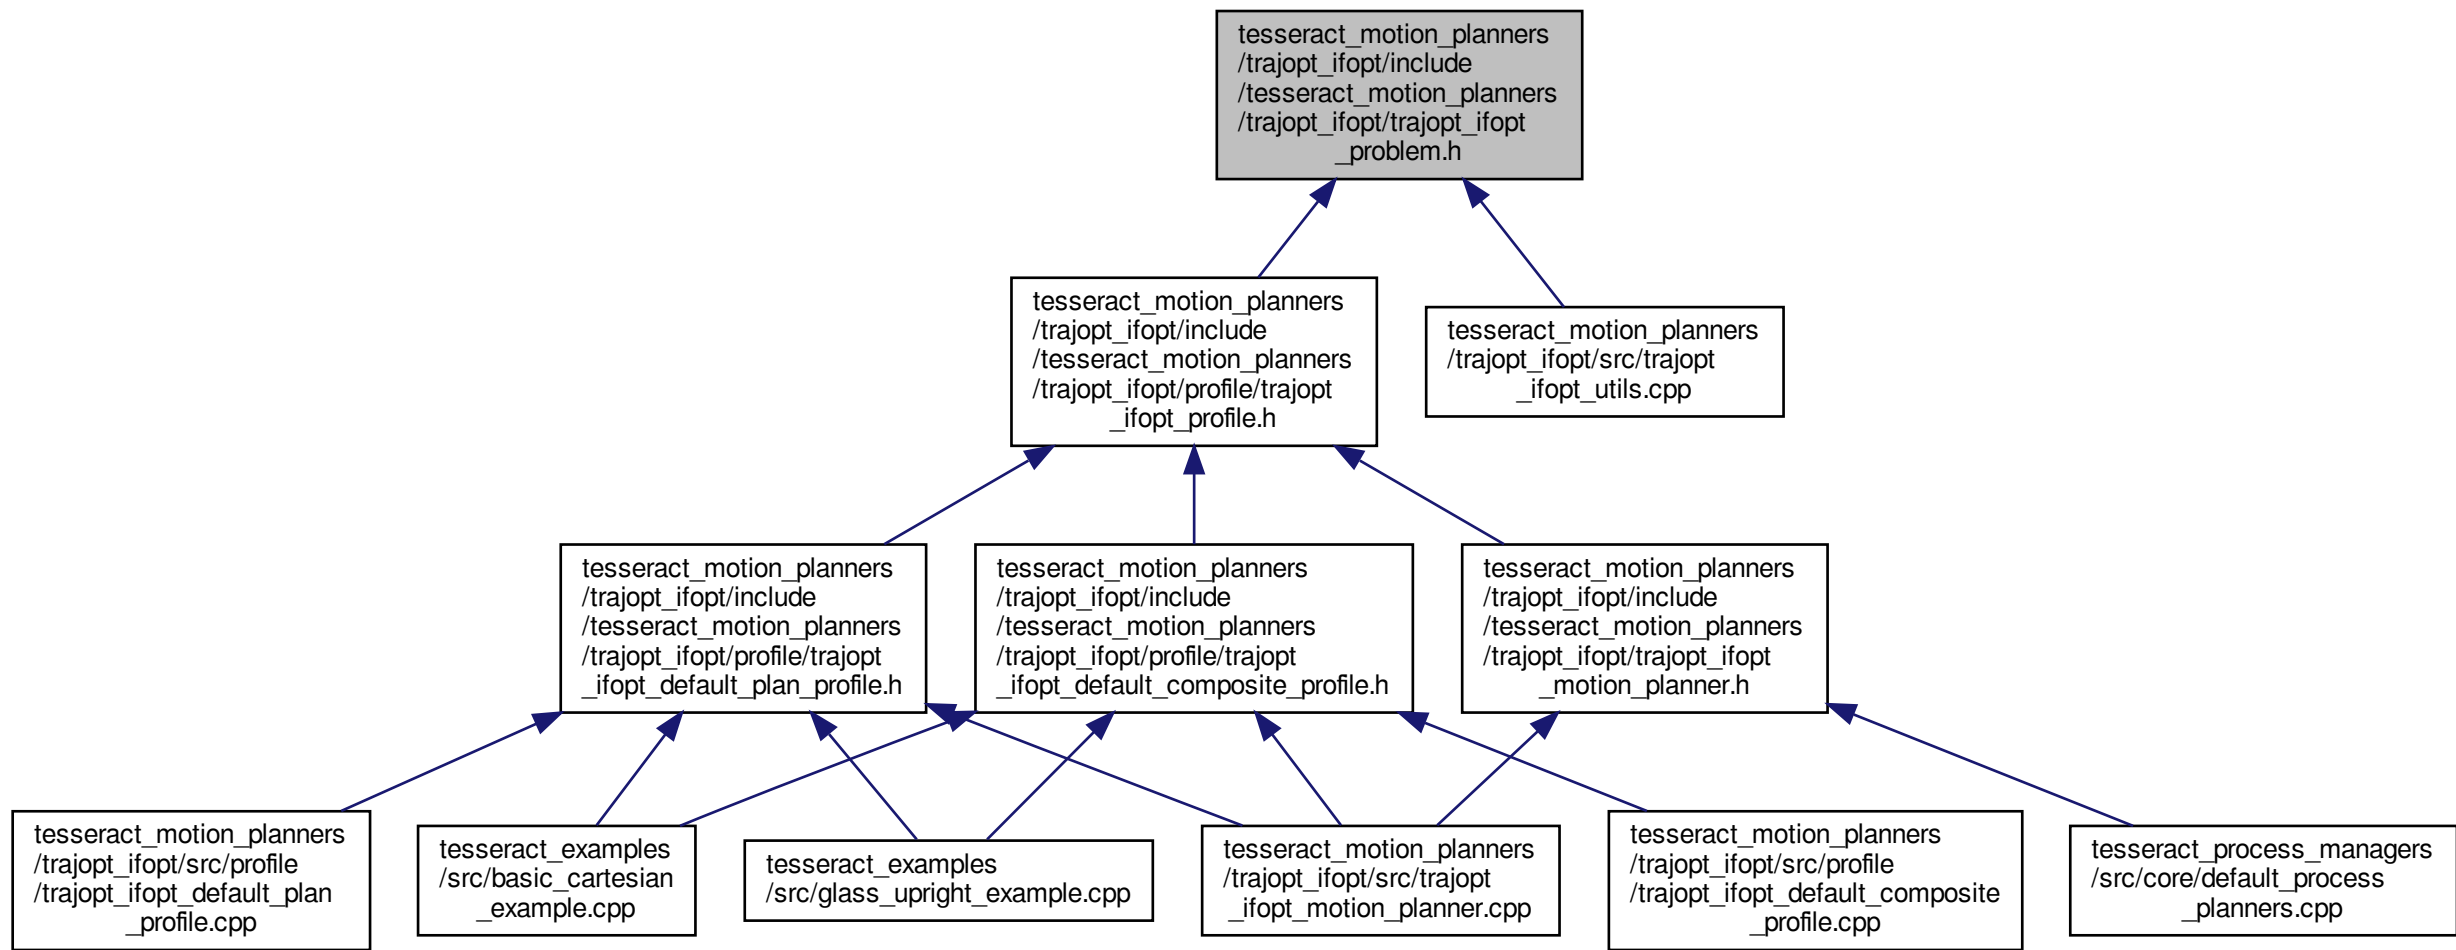 tesseract_motion_planners
/trajopt_ifopt/include
/tesseract_motion_planners
/trajopt_ifopt/trajopt_ifopt
_problem.h
tesseract_motion_planners
/trajopt_ifopt/include
/tesseract_motion_planners
/trajopt_ifopt/profile/trajopt
_ifopt_profile.h
tesseract_motion_planners
/trajopt_ifopt/src/trajopt
_ifopt_utils.cpp
tesseract_motion_planners
/trajopt_ifopt/include
/tesseract_motion_planners
/trajopt_ifopt/profile/trajopt
_ifopt_default_plan_profile.h
tesseract_motion_planners
/trajopt_ifopt/include
/tesseract_motion_planners
/trajopt_ifopt/profile/trajopt
_ifopt_default_composite_profile.h
tesseract_motion_planners
/trajopt_ifopt/include
/tesseract_motion_planners
/trajopt_ifopt/trajopt_ifopt
_motion_planner.h
tesseract_motion_planners
/trajopt_ifopt/src/profile
/trajopt_ifopt_default_plan
_profile.cpp
tesseract_examples
/src/basic_cartesian
_example.cpp
tesseract_examples
/src/glass_upright_example.cpp
tesseract_motion_planners
/trajopt_ifopt/src/trajopt
_ifopt_motion_planner.cpp
tesseract_motion_planners
/trajopt_ifopt/src/profile
/trajopt_ifopt_default_composite
_profile.cpp
tesseract_process_managers
/src/core/default_process
_planners.cpp